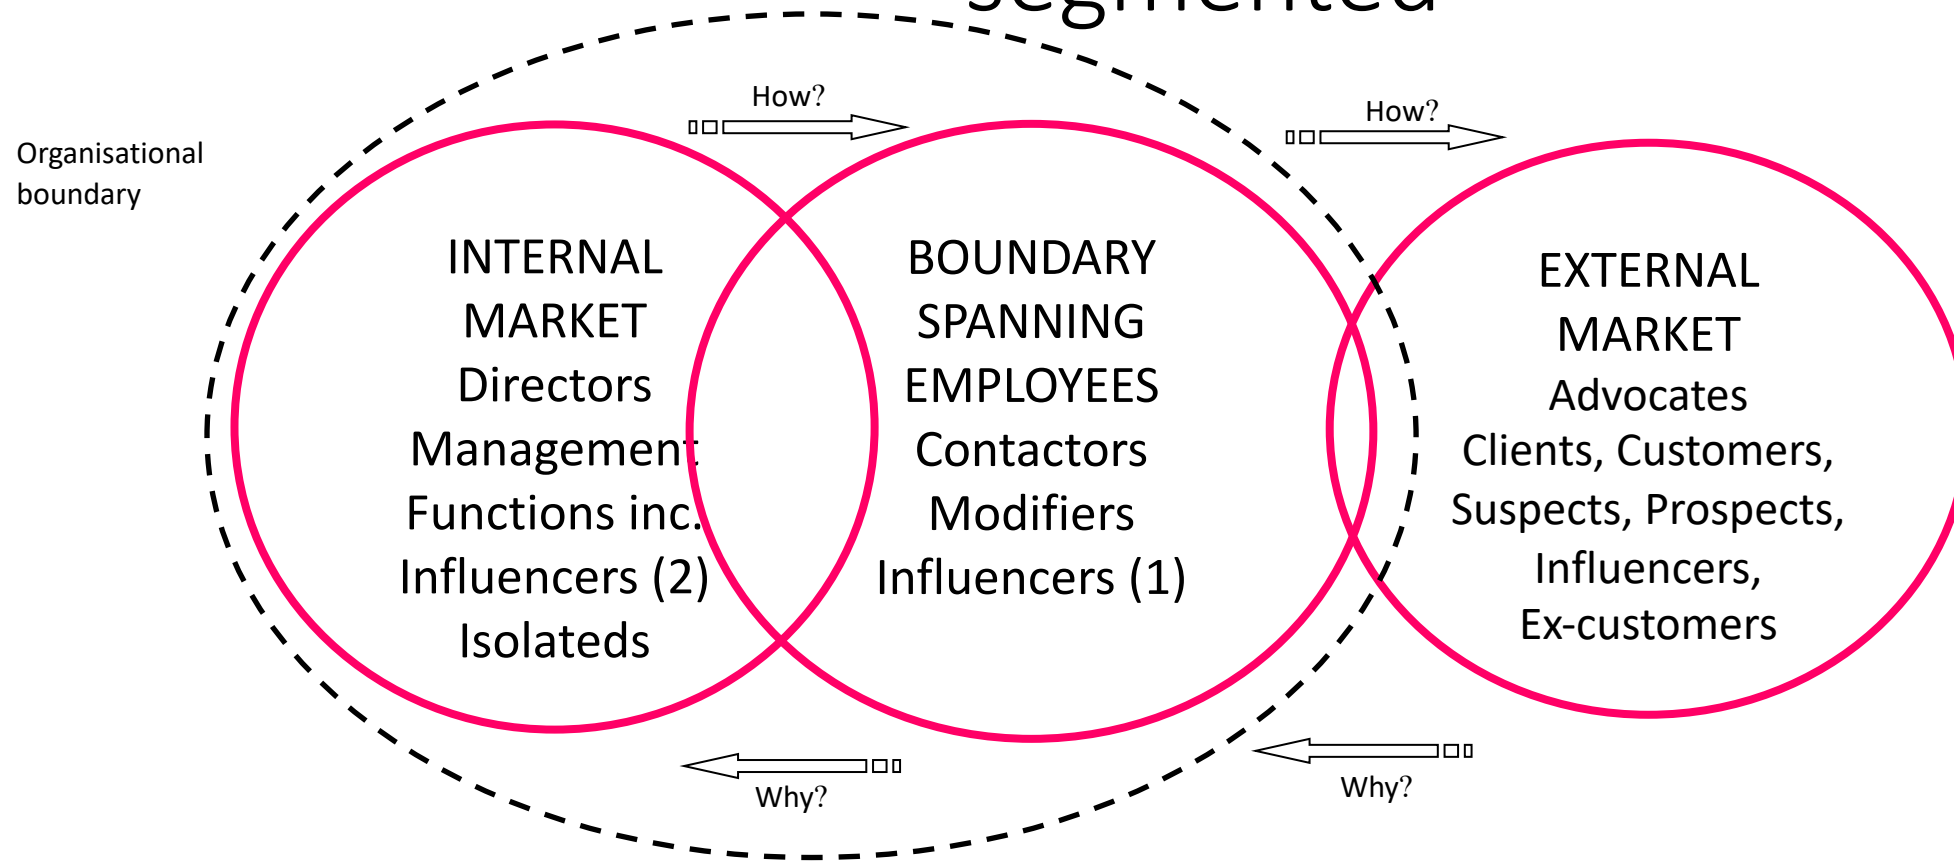 segmented
How?
How?
Organisational
boundary
INTERNAL
MARKET
Directors
Management
Functions inc.
Influencers (2)
Isolateds
BOUNDARY
SPANNING
EMPLOYEES
Contactors
Modifiers
Influencers (1)
EXTERNAL
MARKET
Advocates
Clients, Customers,
Suspects, Prospects,
Influencers,
Ex-customers
Why?
Why?